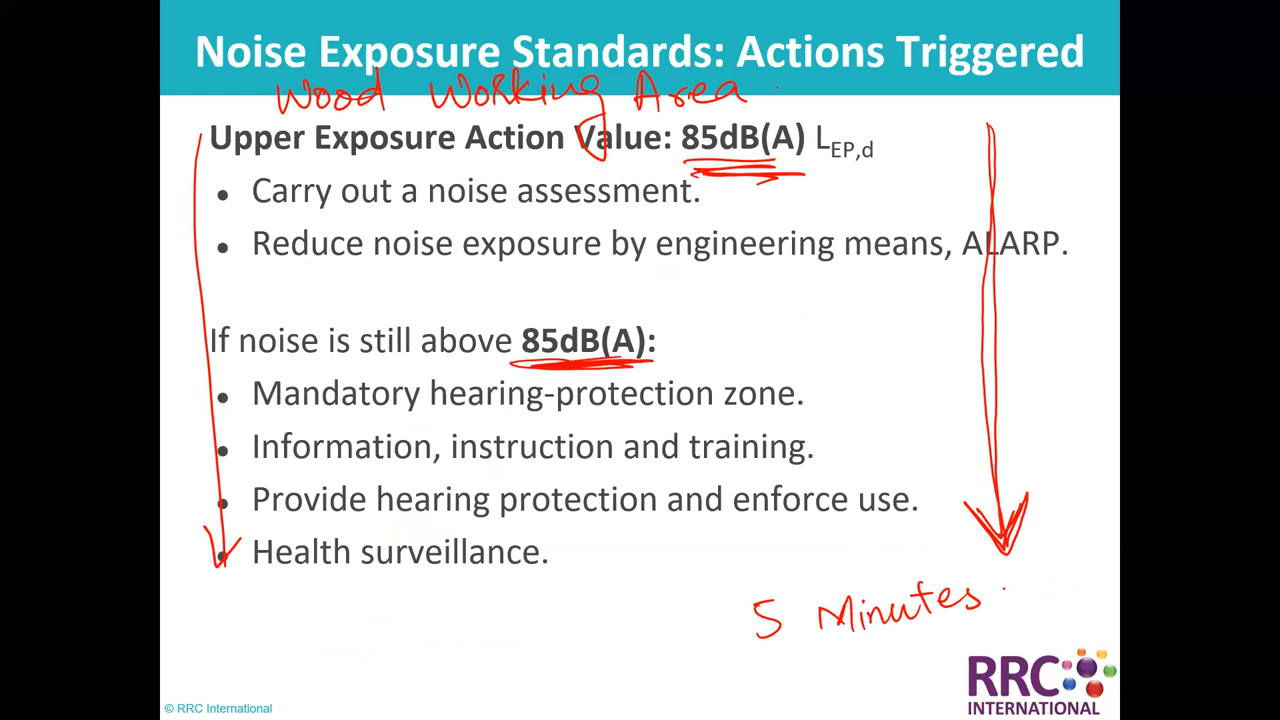 Noise Exposure Standards: Actions Triggered
Wood Working Area
Upper Exposure Action Value: 85dB(A) LEP,d
• Carry out a noise assessment.
• Reduce noise exposure by engineering means, ALARP.
If noise is still above 85dB(A):
• Mandatory hearing-protection zone.
• Information, instruction and training.
• Provide hearing protection and enforce use.
• Health surveillance.
5 Minutes
RRC
INTERNATIONAL
© RRC International